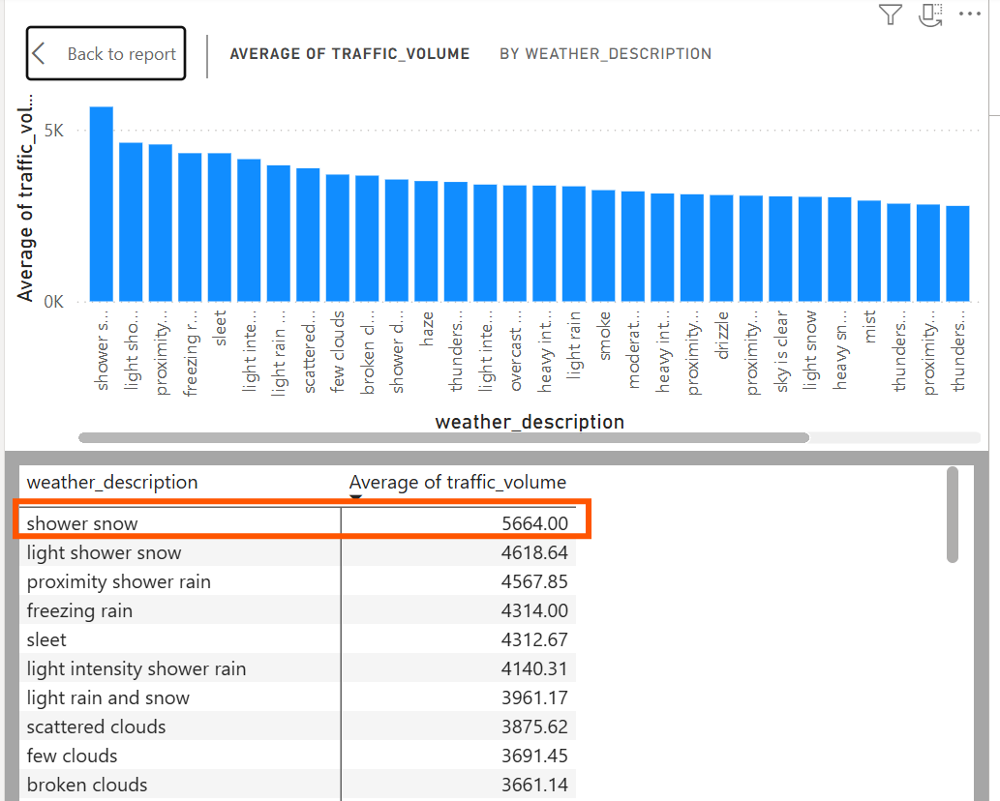 Back to report
AVERAGE OF TRAFFIC_VOLUME BY WEATHER_DESCRIPTION
Average of traffic_vol...
5K
0K
shower s...
light sho...
proximity...
freezing r...
sleet
light inte...
light rain ...
scattered...
few clouds
broken cl...
shower d...
haze
thunders...
light inte...
overcast ...
heavy int...
light rain
smoke
moderat...
heavy int...
proximity...
drizzle
proximity...
sky is clear
light snow
heavy sn...
mist
thunders...
proximity...
thunders...
weather_description
weather_description Average of traffic_volume
shower snow 5664.00
light shower snow 4618.64
proximity shower rain 4567.85
freezing rain 4314.00
sleet 4312.67
light intensity shower rain 4140.31
light rain and snow 3961.17
scattered clouds 3875.62
few clouds 3691.45
broken clouds 3661.14